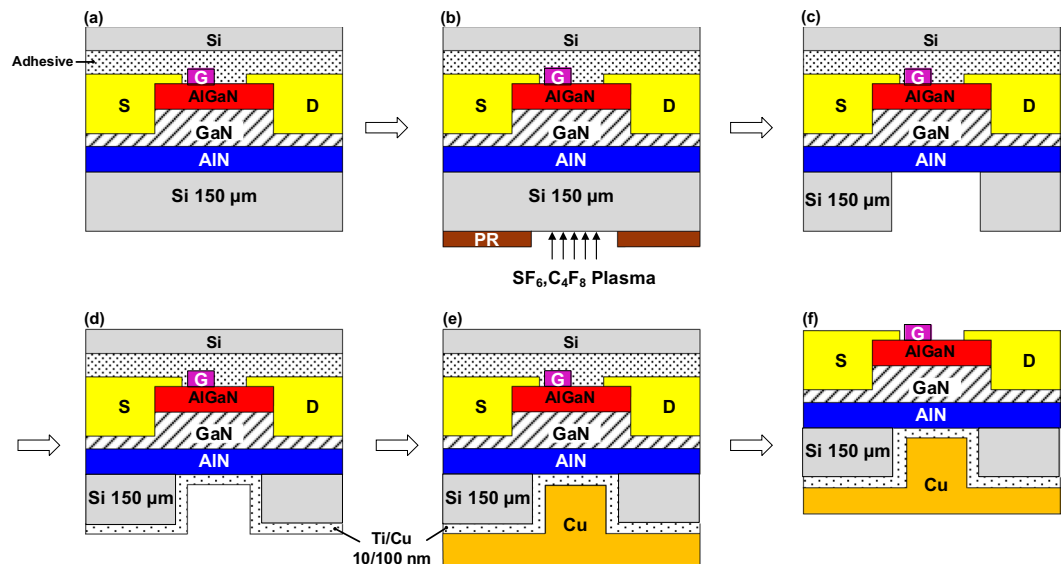 (a)
Si
Adhesive
G
AlGaN
S
D
GaN
AlN
Si 150 µm
(b)
Si
G
AlGaN
S
D
GaN
AlN
Si 150 µm
PR
SF6,C4F8 Plasma
(c)
Si
G
AlGaN
S
D
GaN
AlN
Si 150 µm
(d)
Si
G
AlGaN
S
D
GaN
AlN
Si 150 µm
Ti/Cu
10/100 nm
(e)
Si
G
AlGaN
S
D
GaN
AlN
Si 150 µm
Cu
(f)
G
AlGaN
S
D
GaN
AlN
Si 150 µm
Cu